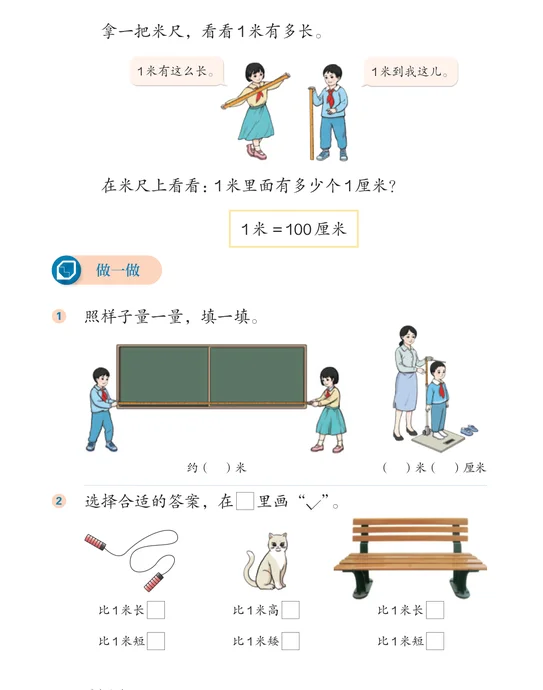 拿一把米尺，看看1米有多长。
1米有这么长。
1米到我这儿。
在米尺上看看：1米里面有多少个1厘米？
1米＝100厘米
做一做
1 照样子量一量，填一填。
约（ ）米
（ ）米（ ）厘米
2 选择合适的答案，在□里画“✓”。
比1米长□ 比1米高□ 比1米长□
比1米短□ 比1米矮□ 比1米短□